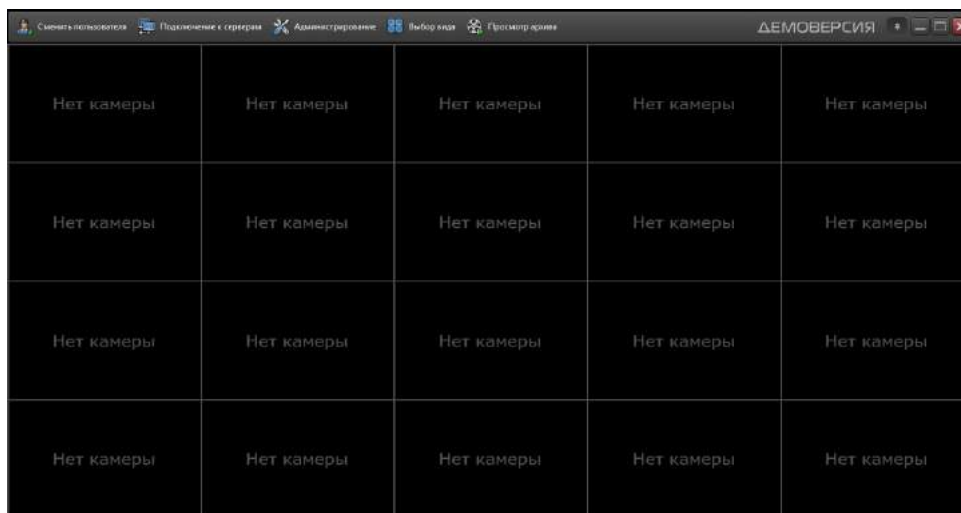 Сменить пользователя Подключение к серверам Администрирование Выбор вида Просмотр архива ДЕМОВЕРСИЯ
Нет камеры Нет камеры Нет камеры Нет камеры Нет камеры
Нет камеры Нет камеры Нет камеры Нет камеры Нет камеры
Нет камеры Нет камеры Нет камеры Нет камеры Нет камеры
Нет камеры Нет камеры Нет камеры Нет камеры Нет камеры